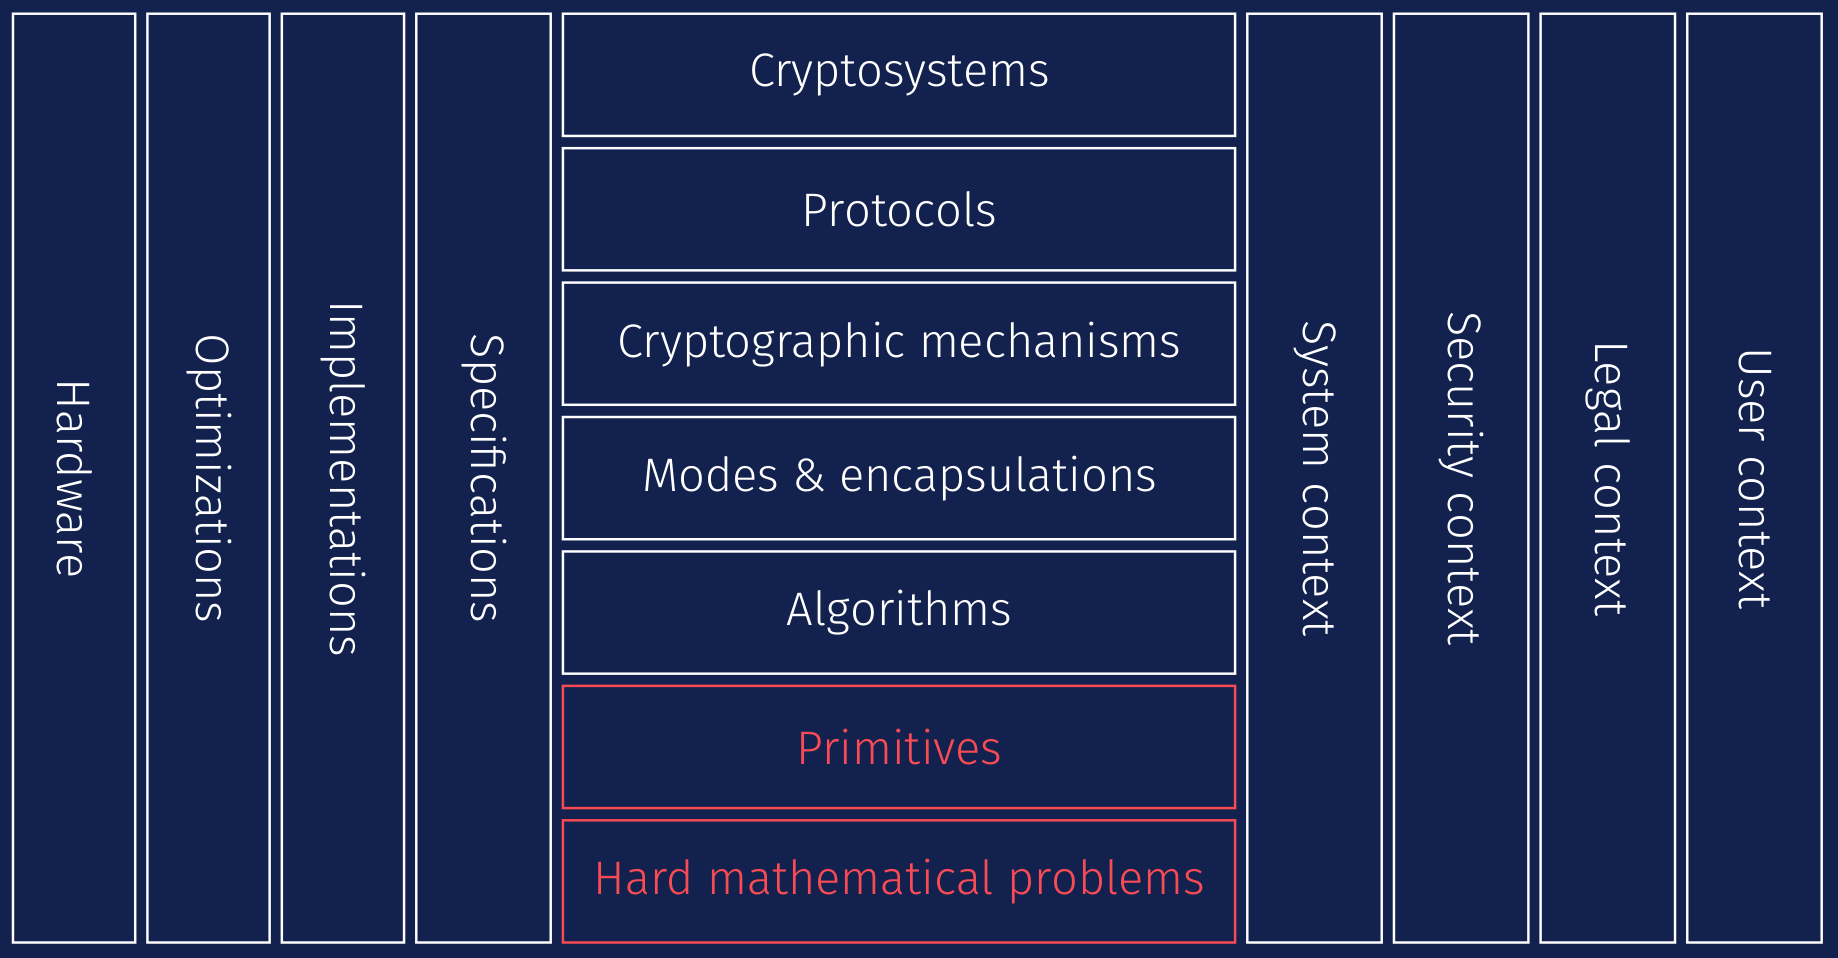 Hardware
Optimizations
Implementations
Specifications
Cryptosystems
Protocols
Cryptographic mechanisms
Modes & encapsulations
Algorithms
Primitives
Hard mathematical problems
System context
Security context
Legal context
User context